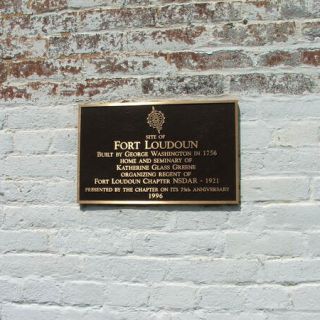 SITE OF
FORT LOUDOUN
BUILT BY GEORGE WASHINGTON IN 1756
HOME AND SEMINARY OF
KATHERINE GLASS GREENE
ORGANIZING REGENT OF
FORT LOUDOUN CHAPTER NSDAR - 1921
PRESENTED BY THE CHAPTER ON ITS 75th ANNIVERSARY
1996